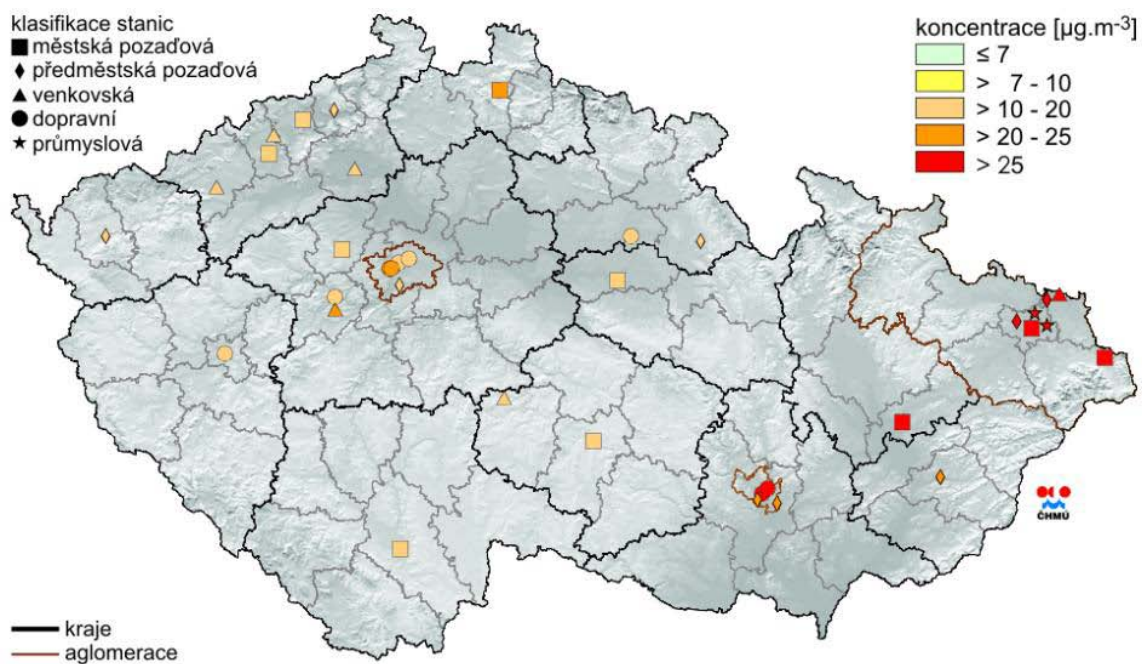 klasifikace stanic
městská pozaďová
předměstská pozaďová
venkovská
dopravní
průmyslová
koncentrace [µg.m⁻³]
≤ 7
> 7 - 10
> 10 - 20
> 20 - 25
> 25
ČHMÚ
kraje
aglomerace